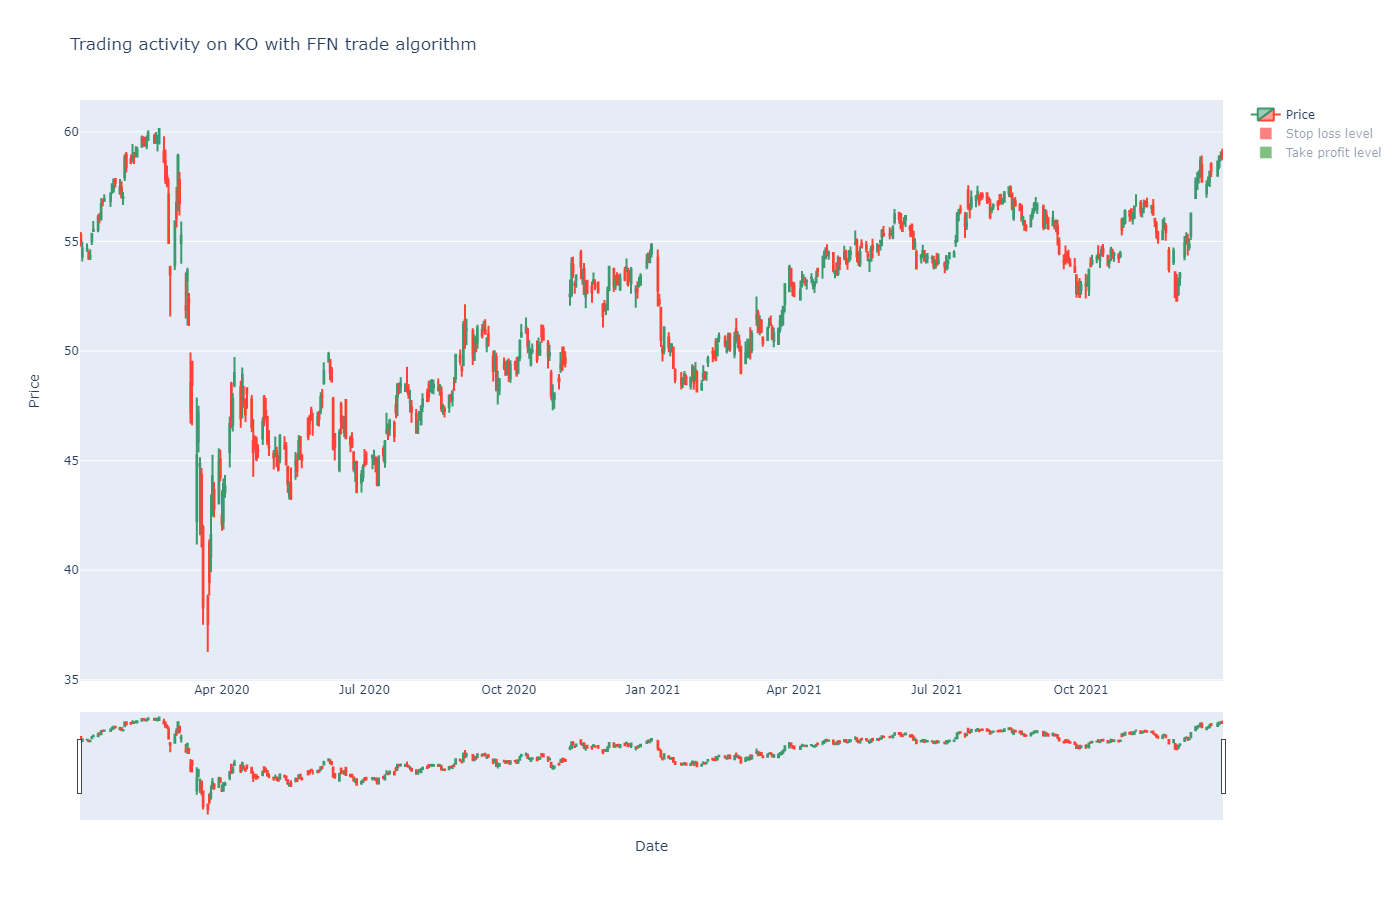 Trading activity on KO with FFN trade algorithm
Price
Stop loss level
Take profit level
60
55
50
45
40
35
Price
Apr 2020
Jul 2020
Oct 2020
Jan 2021
Apr 2021
Jul 2021
Oct 2021
Date